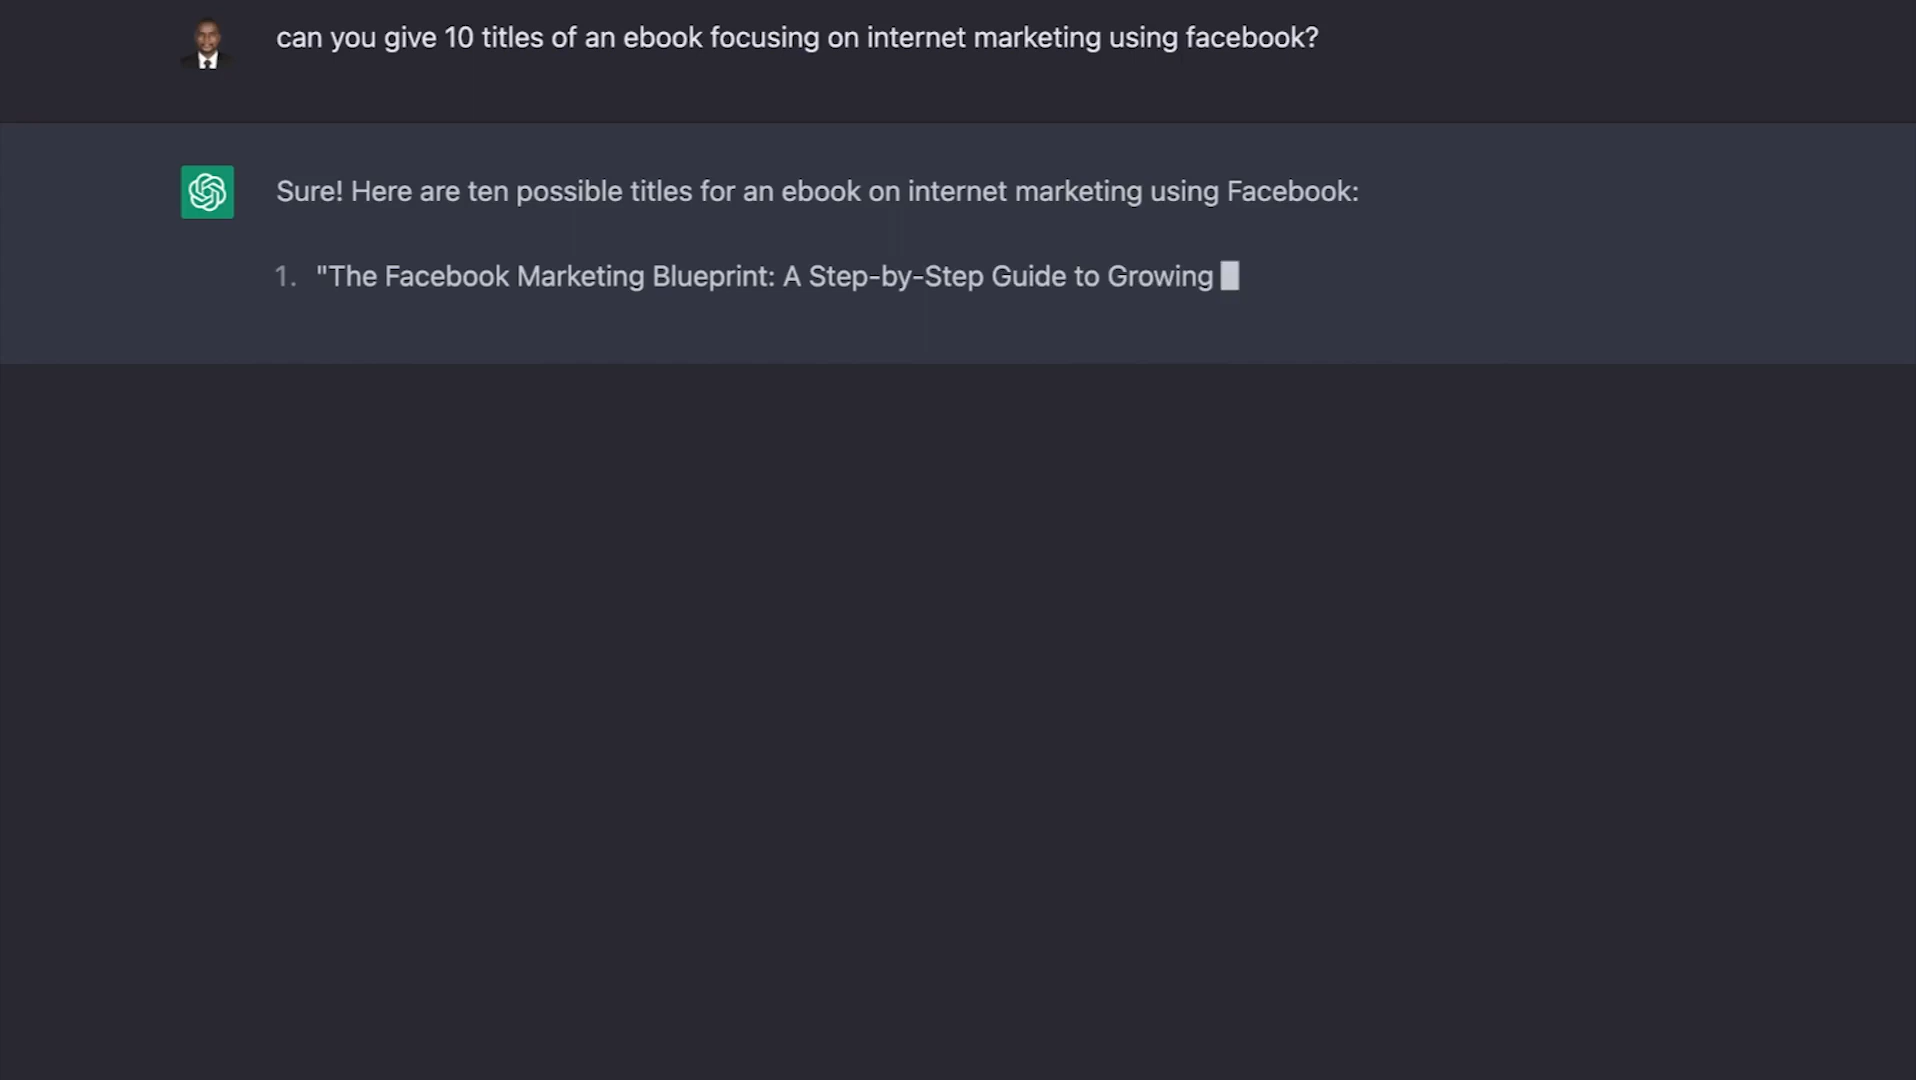 can you give 10 titles of an ebook focusing on internet marketing using facebook?
Sure! Here are ten possible titles for an ebook on internet marketing using Facebook:
1. "The Facebook Marketing Blueprint: A Step-by-Step Guide to Growing